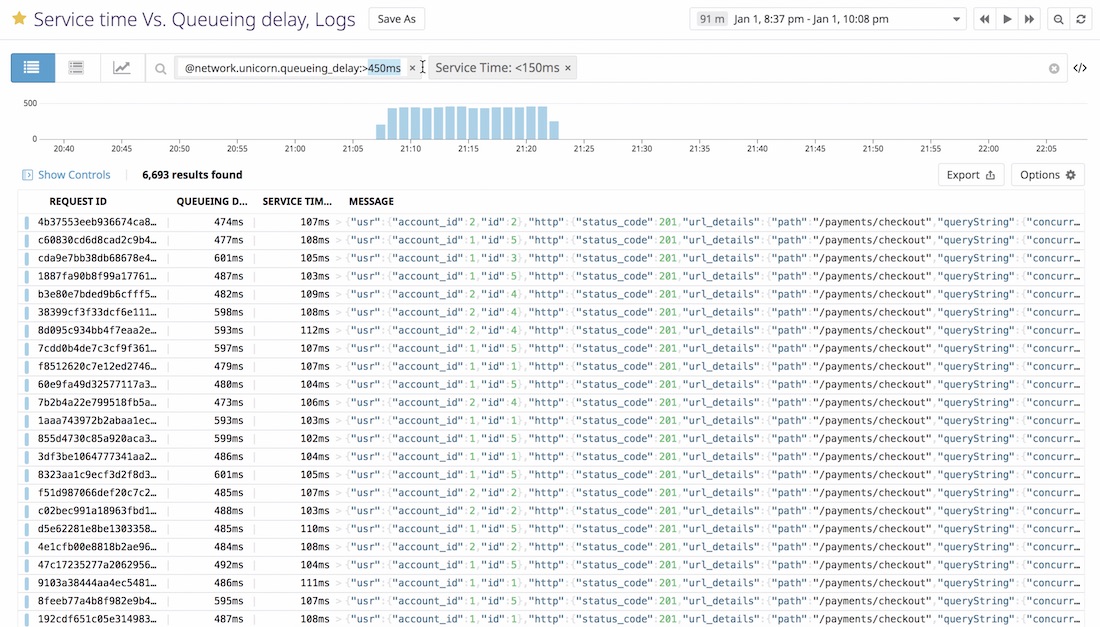 Service time Vs. Queueing delay, Logs Save As 91 m Jan 1, 8:37 pm - Jan 1, 10:08 pm
@network.unicorn.queueing_delay:>450ms × Service Time: <150ms × </>
500
0
20:40 20:45 20:50 20:55 21:00 21:05 21:10 21:15 21:20 21:25 21:30 21:35 21:40 21:45 21:50 21:55 22:00 22:05
Show Controls 6,693 results found Export Options
REQUEST ID QUEUEING D... SERVICE TIM... MESSAGE
4b37553eeb936674ca8… 474ms 107ms > {"usr":{"account_id":2,"id":2},"http":{"status_code":201,"url_details":{"path":"/payments/checkout","queryString":{"concurr…
c60830cd6d8cad2c9b4… 477ms 108ms > {"usr":{"account_id":1,"id":5},"http":{"status_code":201,"url_details":{"path":"/payments/checkout","queryString":{"concurr…
cda9e7bb38db68678e4… 601ms 105ms > {"usr":{"account_id":1,"id":3},"http":{"status_code":201,"url_details":{"path":"/payments/checkout","queryString":{"concurr…
1887fa90b8f99a17761… 487ms 103ms > {"usr":{"account_id":1,"id":5},"http":{"status_code":201,"url_details":{"path":"/payments/checkout","queryString":{"concurr…
b3e80e7bded9b6cfff5… 482ms 109ms > {"usr":{"account_id":2,"id":4},"http":{"status_code":201,"url_details":{"path":"/payments/checkout","queryString":{"concurr…
38399cf3f33dcf6e111… 598ms 108ms > {"usr":{"account_id":2,"id":4},"http":{"status_code":201,"url_details":{"path":"/payments/checkout","queryString":{"concurr…
8d095c934bb4f7eaa2e… 593ms 112ms > {"usr":{"account_id":2,"id":4},"http":{"status_code":201,"url_details":{"path":"/payments/checkout","queryString":{"concurr…
7cdd0b4de7c3cf9f361… 597ms 107ms > {"usr":{"account_id":1,"id":5},"http":{"status_code":201,"url_details":{"path":"/payments/checkout","queryString":{"concurr…
f8512620c7e12ed2746… 479ms 107ms > {"usr":{"account_id":1,"id":1},"http":{"status_code":201,"url_details":{"path":"/payments/checkout","queryString":{"concurr…
60e9fa49d32577117a3… 480ms 104ms > {"usr":{"account_id":1,"id":5},"http":{"status_code":201,"url_details":{"path":"/payments/checkout","queryString":{"concurr…
7b2b4a22e799518fb5a… 473ms 106ms > {"usr":{"account_id":2,"id":4},"http":{"status_code":201,"url_details":{"path":"/payments/checkout","queryString":{"concurr…
1aaa743972b2abaa1ec… 593ms 103ms > {"usr":{"account_id":1,"id":1},"http":{"status_code":201,"url_details":{"path":"/payments/checkout","queryString":{"concurr…
855d4730c85a920aca3… 599ms 102ms > {"usr":{"account_id":1,"id":5},"http":{"status_code":201,"url_details":{"path":"/payments/checkout","queryString":{"concurr…
3df3be1064777341aa2… 486ms 104ms > {"usr":{"account_id":1,"id":1},"http":{"status_code":201,"url_details":{"path":"/payments/checkout","queryString":{"concurr…
8323aa1c9ecf3d2f8d3… 601ms 105ms > {"usr":{"account_id":1,"id":5},"http":{"status_code":201,"url_details":{"path":"/payments/checkout","queryString":{"concurr…
f51d987066def20c7c2… 485ms 107ms > {"usr":{"account_id":2,"id":2},"http":{"status_code":201,"url_details":{"path":"/payments/checkout","queryString":{"concurr…
c02bec991a18963fbd1… 488ms 103ms > {"usr":{"account_id":2,"id":2},"http":{"status_code":201,"url_details":{"path":"/payments/checkout","queryString":{"concurr…
d5e62281e8be1303358… 485ms 110ms > {"usr":{"account_id":1,"id":5},"http":{"status_code":201,"url_details":{"path":"/payments/checkout","queryString":{"concurr…
4e1cfb00e8818b2ae96… 484ms 108ms > {"usr":{"account_id":2,"id":2},"http":{"status_code":201,"url_details":{"path":"/payments/checkout","queryString":{"concurr…
47c17235277a2062956… 492ms 104ms > {"usr":{"account_id":1,"id":5},"http":{"status_code":201,"url_details":{"path":"/payments/checkout","queryString":{"concurr…
9103a38444aa4ec5481… 486ms 111ms > {"usr":{"account_id":1,"id":1},"http":{"status_code":201,"url_details":{"path":"/payments/checkout","queryString":{"concurr…
8feeb77a4b8f982e9b4… 595ms 107ms > {"usr":{"account_id":1,"id":5},"http":{"status_code":201,"url_details":{"path":"/payments/checkout","queryString":{"concurr…
192cdf651c05e314983… 487ms 108ms > {"usr":{"account_id":1,"id":1},"http":{"status_code":201,"url_details":{"path":"/payments/checkout","queryString":{"concurr…